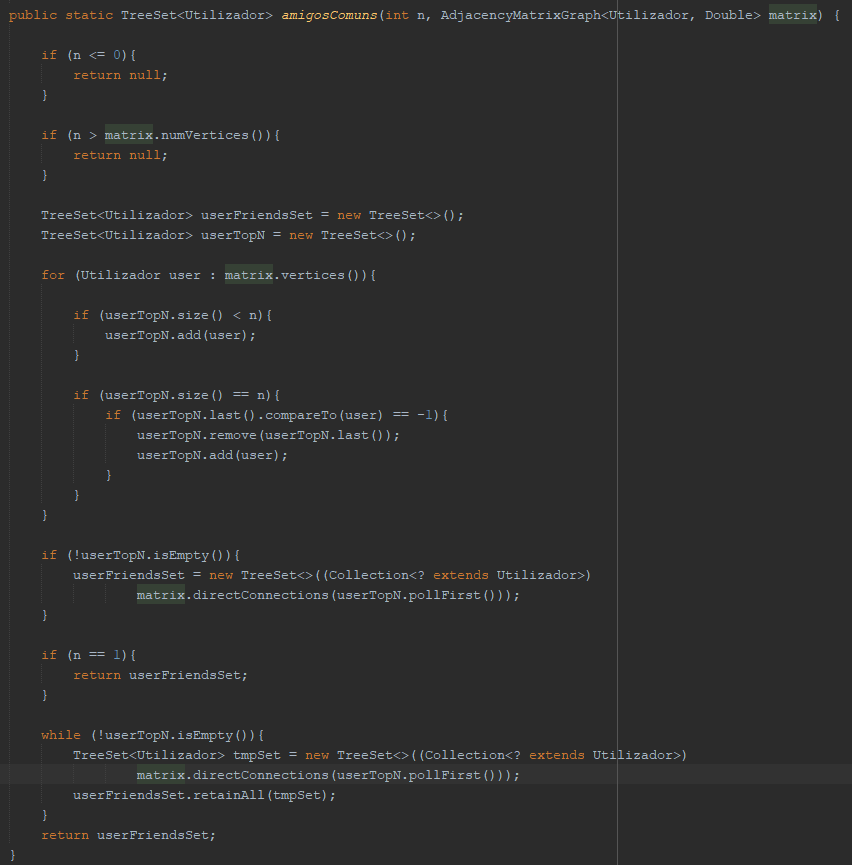 public static TreeSet<Utilizador> amigosComuns(int n, AdjacencyMatrixGraph<Utilizador, Double> matrix) {
if (n <= 0){
return null;
}
if (n > matrix.numVertices()){
return null;
}
TreeSet<Utilizador> userFriendsSet = new TreeSet<>();
TreeSet<Utilizador> userTopN = new TreeSet<>();
for (Utilizador user : matrix.vertices()){
if (userTopN.size() < n){
userTopN.add(user);
}
if (userTopN.size() == n){
if (userTopN.last().compareTo(user) == -1){
userTopN.remove(userTopN.last());
userTopN.add(user);
}
}
}
if (!userTopN.isEmpty()){
userFriendsSet = new TreeSet<>((Collection<? extends Utilizador>)
matrix.directConnections(userTopN.pollFirst()));
}
if (n == 1){
return userFriendsSet;
}
while (!userTopN.isEmpty()){
TreeSet<Utilizador> tmpSet = new TreeSet<>((Collection<? extends Utilizador>)
matrix.directConnections(userTopN.pollFirst()));
userFriendsSet.retainAll(tmpSet);
}
return userFriendsSet;
}